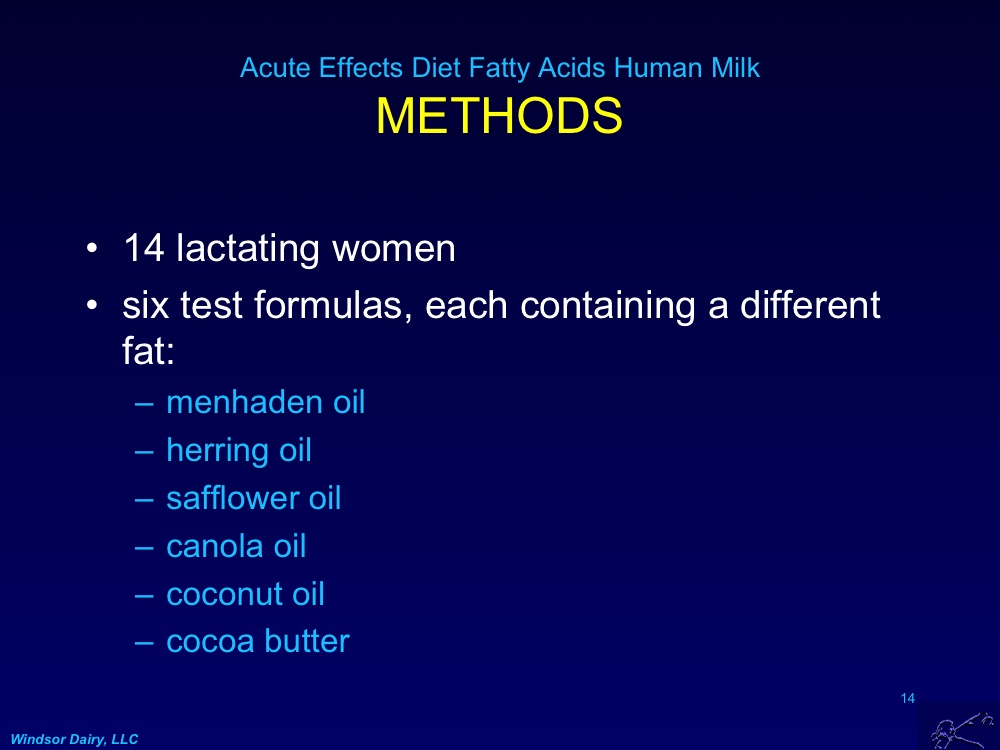 Acute Effects Diet Fatty Acids Human Milk
METHODS
• 14 lactating women
• six test formulas, each containing a different
fat:
– menhaden oil
– herring oil
– safflower oil
– canola oil
– coconut oil
– cocoa butter
14
Windsor Dairy, LLC